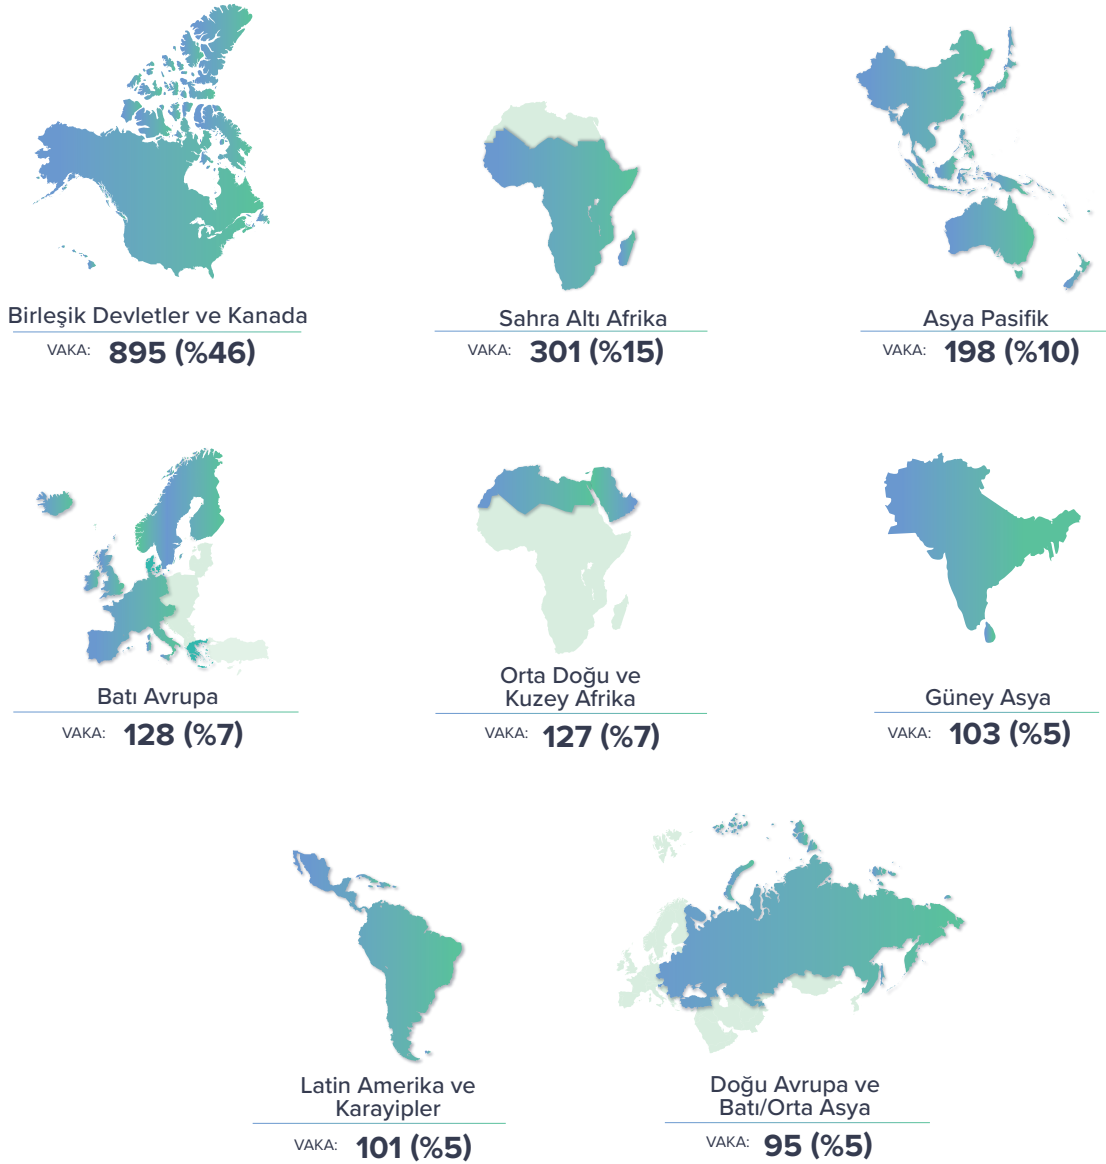 Birleşik Devletler ve Kanada
VAKA: 895 (%46)
Sahra Altı Afrika
VAKA: 301 (%15)
Asya Pasifik
VAKA: 198 (%10)
Batı Avrupa
VAKA: 128 (%7)
Orta Doğu ve
Kuzey Afrika
VAKA: 127 (%7)
Güney Asya
VAKA: 103 (%5)
Latin Amerika ve
Karayipler
VAKA: 101 (%5)
Doğu Avrupa ve
Batı/Orta Asya
VAKA: 95 (%5)